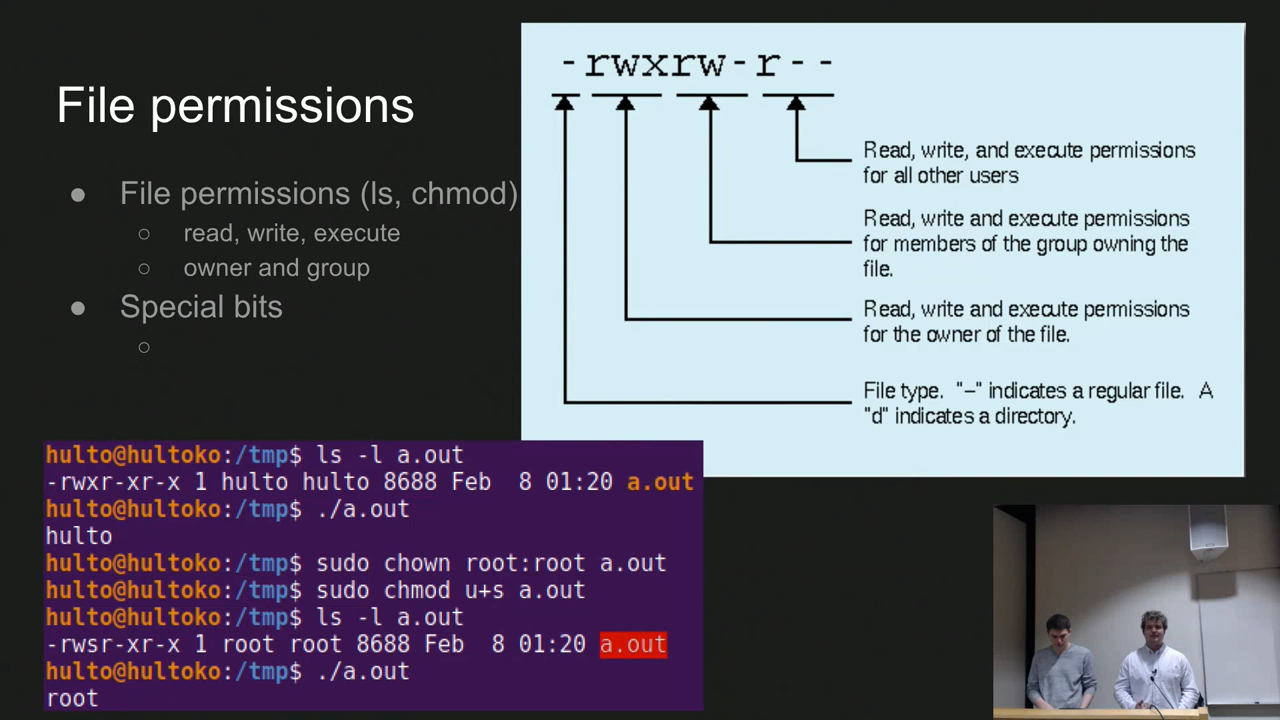 File permissions
● File permissions (ls, chmod)
○ read, write, execute
○ owner and group
● Special bits
○
-rwxrw-r--
Read, write, and execute permissions
for all other users
Read, write and execute permissions
for members of the group owning the
file.
Read, write and execute permissions
for the owner of the file.
File type. "-" indicates a regular file. A
"d" indicates a directory.
hulto@hultoko:/tmp$ ls -l a.out
-rwxr-xr-x 1 hulto hulto 8688 Feb  8 01:20 a.out
hulto@hultoko:/tmp$ ./a.out
hulto
hulto@hultoko:/tmp$ sudo chown root:root a.out
hulto@hultoko:/tmp$ sudo chmod u+s a.out
hulto@hultoko:/tmp$ ls -l a.out
-rwsr-xr-x 1 root root 8688 Feb  8 01:20 a.out
hulto@hultoko:/tmp$ ./a.out
root